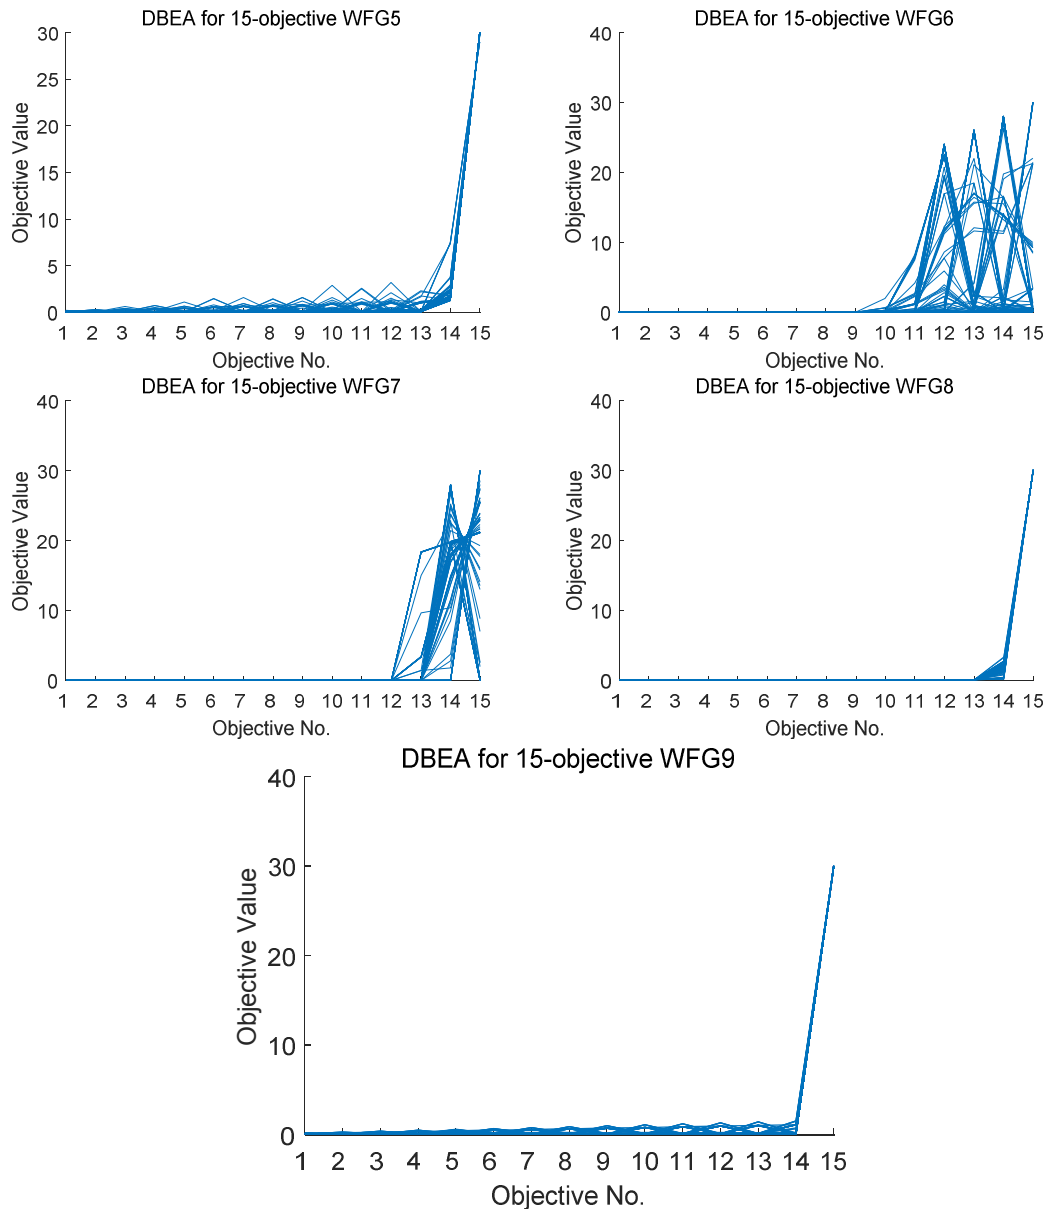 DBEA for 15-objective WFG5
30
25
20
15
10
5
0
Objective Value
1 2 3 4 5 6 7 8 9 10 11 12 13 14 15
Objective No.
DBEA for 15-objective WFG6
40
30
20
10
0
Objective Value
1 2 3 4 5 6 7 8 9 10 11 12 13 14 15
Objective No.
DBEA for 15-objective WFG7
40
30
20
10
0
Objective Value
1 2 3 4 5 6 7 8 9 10 11 12 13 14 15
Objective No.
DBEA for 15-objective WFG8
40
30
20
10
0
Objective Value
1 2 3 4 5 6 7 8 9 10 11 12 13 14 15
Objective No.
DBEA for 15-objective WFG9
40
30
20
10
0
Objective Value
1 2 3 4 5 6 7 8 9 10 11 12 13 14 15
Objective No.